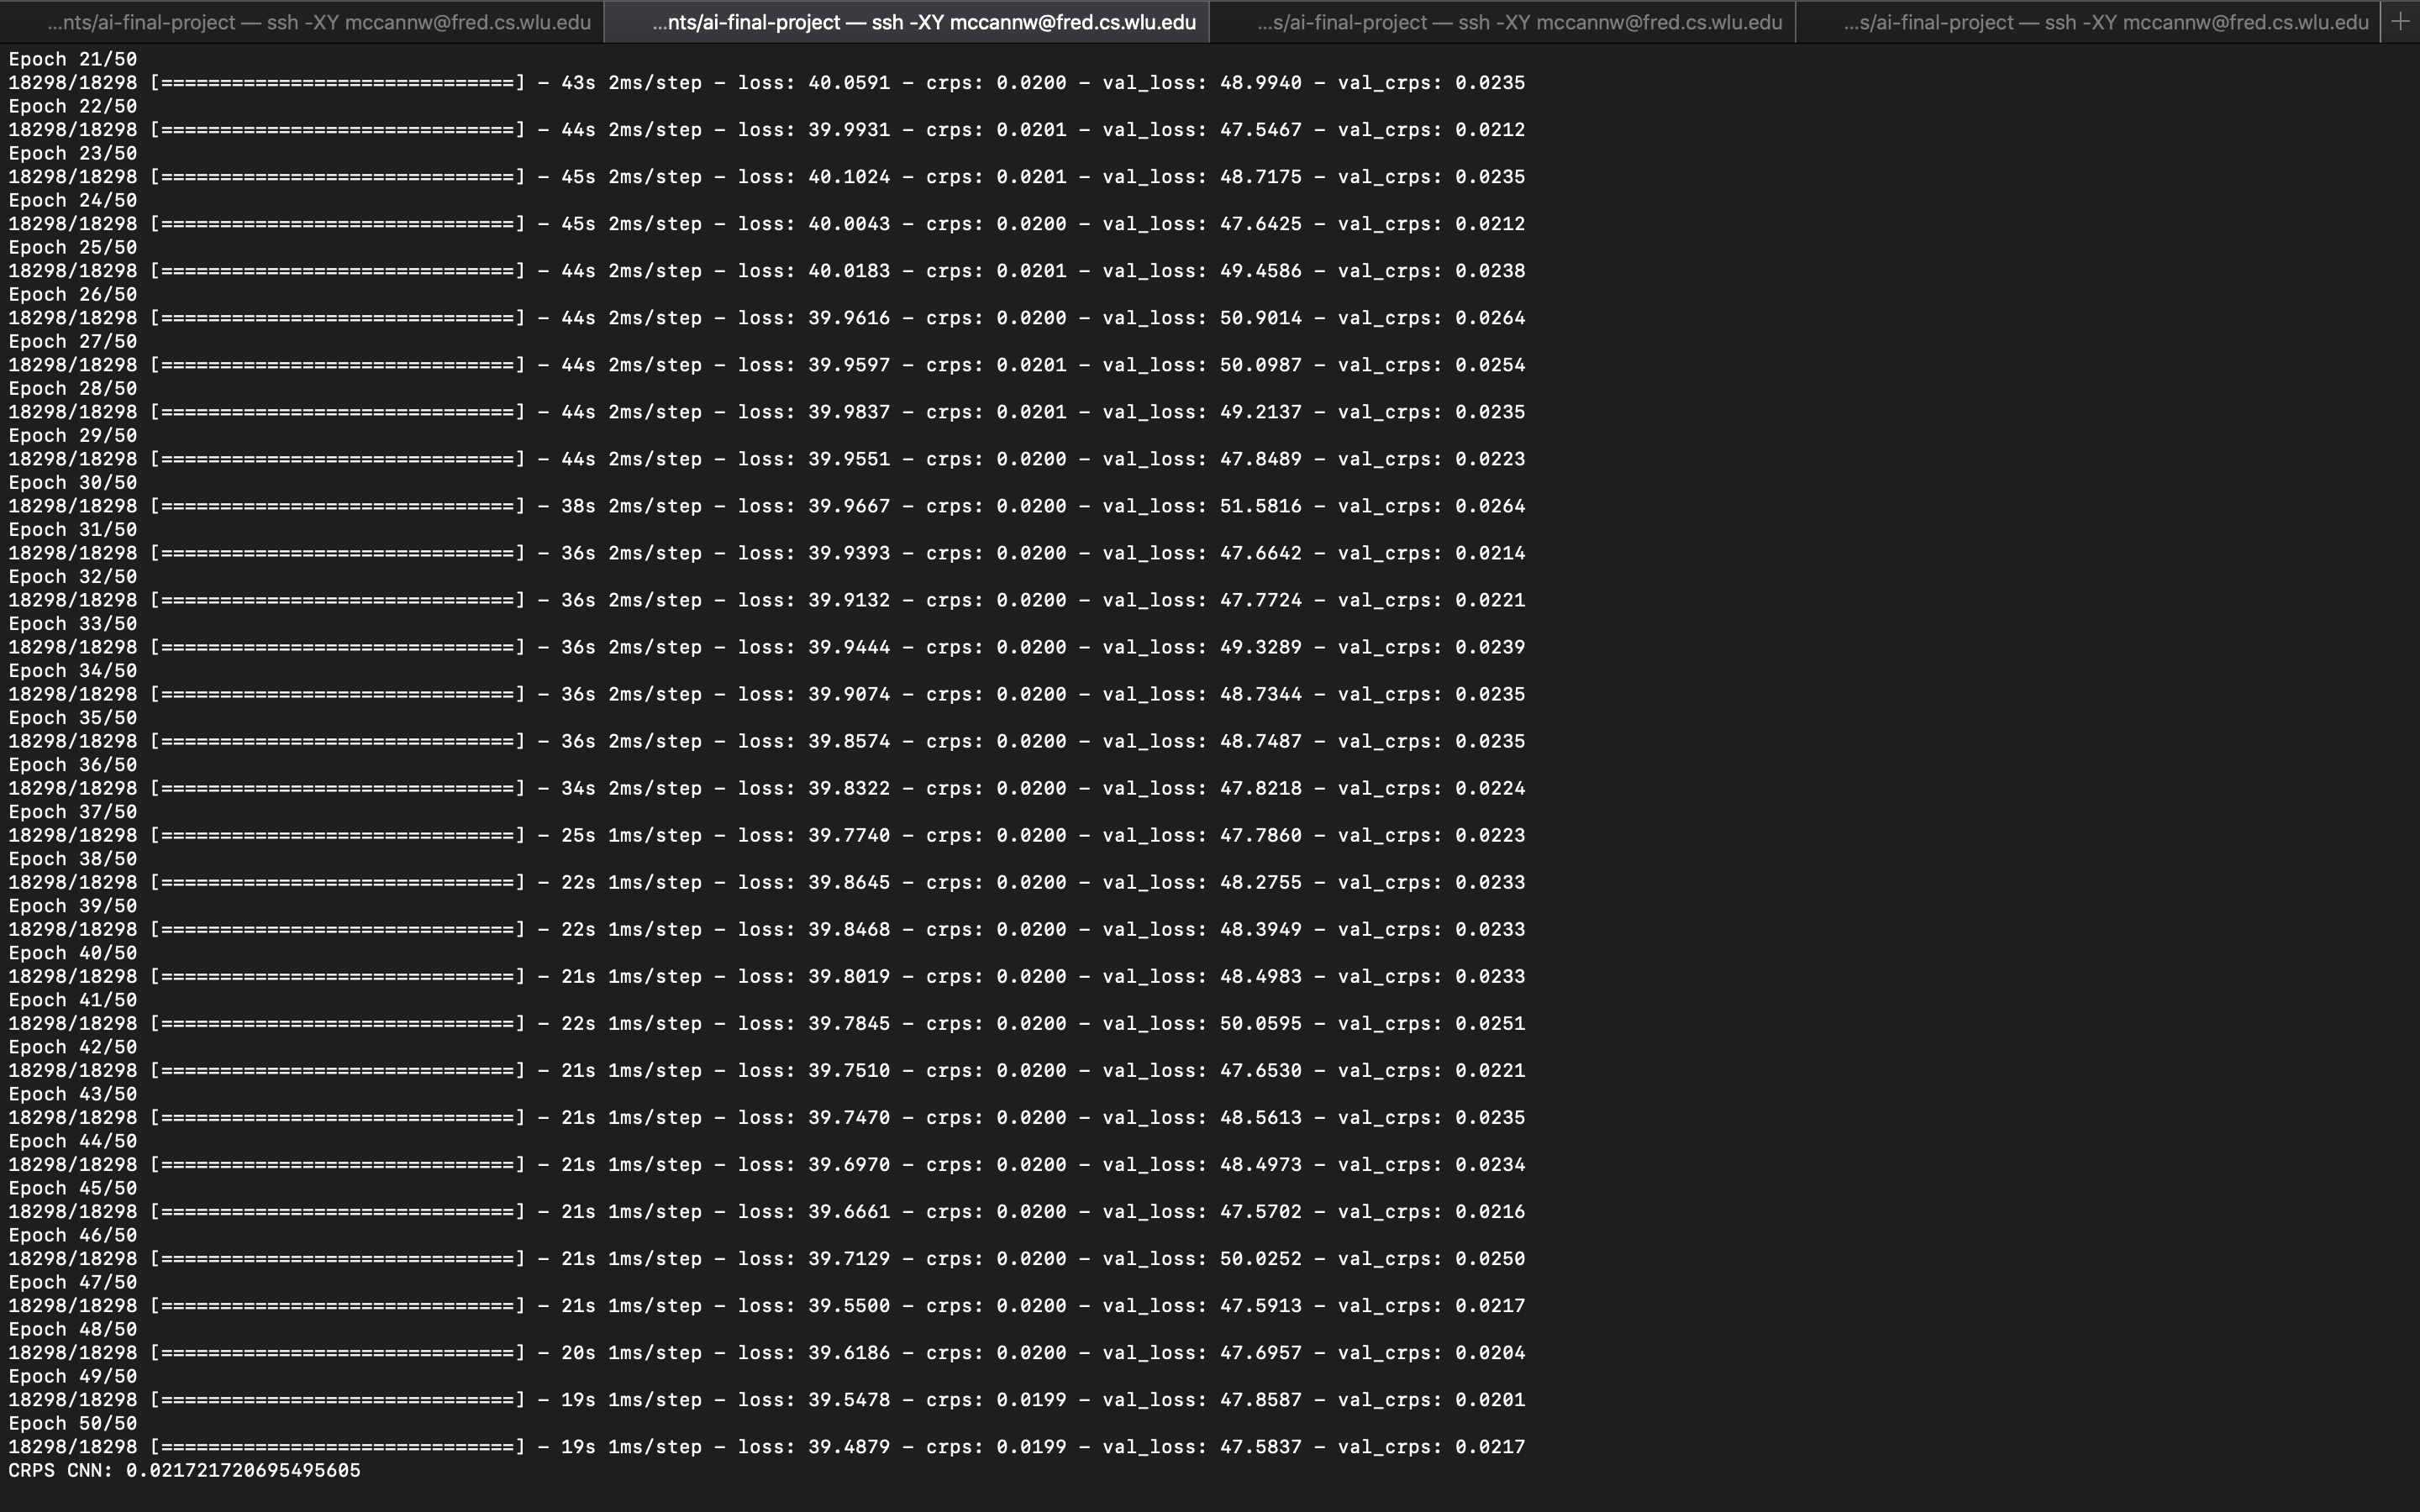 ...nts/ai-final-project — ssh -XY mccannw@fred.cs.wlu.edu ...nts/ai-final-project — ssh -XY mccannw@fred.cs.wlu.edu ...s/ai-final-project — ssh -XY mccannw@fred.cs.wlu.edu ...s/ai-final-project — ssh -XY mccannw@fred.cs.wlu.edu +
Epoch 21/50
18298/18298 [==============================] - 43s 2ms/step - loss: 40.0591 - crps: 0.0200 - val_loss: 48.9940 - val_crps: 0.0235
Epoch 22/50
18298/18298 [==============================] - 44s 2ms/step - loss: 39.9931 - crps: 0.0201 - val_loss: 47.5467 - val_crps: 0.0212
Epoch 23/50
18298/18298 [==============================] - 45s 2ms/step - loss: 40.1024 - crps: 0.0201 - val_loss: 48.7175 - val_crps: 0.0235
Epoch 24/50
18298/18298 [==============================] - 45s 2ms/step - loss: 40.0043 - crps: 0.0200 - val_loss: 47.6425 - val_crps: 0.0212
Epoch 25/50
18298/18298 [==============================] - 44s 2ms/step - loss: 40.0183 - crps: 0.0201 - val_loss: 49.4586 - val_crps: 0.0238
Epoch 26/50
18298/18298 [==============================] - 44s 2ms/step - loss: 39.9616 - crps: 0.0200 - val_loss: 50.9014 - val_crps: 0.0264
Epoch 27/50
18298/18298 [==============================] - 44s 2ms/step - loss: 39.9597 - crps: 0.0201 - val_loss: 50.0987 - val_crps: 0.0254
Epoch 28/50
18298/18298 [==============================] - 44s 2ms/step - loss: 39.9837 - crps: 0.0201 - val_loss: 49.2137 - val_crps: 0.0235
Epoch 29/50
18298/18298 [==============================] - 44s 2ms/step - loss: 39.9551 - crps: 0.0200 - val_loss: 47.8489 - val_crps: 0.0223
Epoch 30/50
18298/18298 [==============================] - 38s 2ms/step - loss: 39.9667 - crps: 0.0200 - val_loss: 51.5816 - val_crps: 0.0264
Epoch 31/50
18298/18298 [==============================] - 36s 2ms/step - loss: 39.9393 - crps: 0.0200 - val_loss: 47.6642 - val_crps: 0.0214
Epoch 32/50
18298/18298 [==============================] - 36s 2ms/step - loss: 39.9132 - crps: 0.0200 - val_loss: 47.7724 - val_crps: 0.0221
Epoch 33/50
18298/18298 [==============================] - 36s 2ms/step - loss: 39.9444 - crps: 0.0200 - val_loss: 49.3289 - val_crps: 0.0239
Epoch 34/50
18298/18298 [==============================] - 36s 2ms/step - loss: 39.9074 - crps: 0.0200 - val_loss: 48.7344 - val_crps: 0.0235
Epoch 35/50
18298/18298 [==============================] - 36s 2ms/step - loss: 39.8574 - crps: 0.0200 - val_loss: 48.7487 - val_crps: 0.0235
Epoch 36/50
18298/18298 [==============================] - 34s 2ms/step - loss: 39.8322 - crps: 0.0200 - val_loss: 47.8218 - val_crps: 0.0224
Epoch 37/50
18298/18298 [==============================] - 25s 1ms/step - loss: 39.7740 - crps: 0.0200 - val_loss: 47.7860 - val_crps: 0.0223
Epoch 38/50
18298/18298 [==============================] - 22s 1ms/step - loss: 39.8645 - crps: 0.0200 - val_loss: 48.2755 - val_crps: 0.0233
Epoch 39/50
18298/18298 [==============================] - 22s 1ms/step - loss: 39.8468 - crps: 0.0200 - val_loss: 48.3949 - val_crps: 0.0233
Epoch 40/50
18298/18298 [==============================] - 21s 1ms/step - loss: 39.8019 - crps: 0.0200 - val_loss: 48.4983 - val_crps: 0.0233
Epoch 41/50
18298/18298 [==============================] - 22s 1ms/step - loss: 39.7845 - crps: 0.0200 - val_loss: 50.0595 - val_crps: 0.0251
Epoch 42/50
18298/18298 [==============================] - 21s 1ms/step - loss: 39.7510 - crps: 0.0200 - val_loss: 47.6530 - val_crps: 0.0221
Epoch 43/50
18298/18298 [==============================] - 21s 1ms/step - loss: 39.7470 - crps: 0.0200 - val_loss: 48.5613 - val_crps: 0.0235
Epoch 44/50
18298/18298 [==============================] - 21s 1ms/step - loss: 39.6970 - crps: 0.0200 - val_loss: 48.4973 - val_crps: 0.0234
Epoch 45/50
18298/18298 [==============================] - 21s 1ms/step - loss: 39.6661 - crps: 0.0200 - val_loss: 47.5702 - val_crps: 0.0216
Epoch 46/50
18298/18298 [==============================] - 21s 1ms/step - loss: 39.7129 - crps: 0.0200 - val_loss: 50.0252 - val_crps: 0.0250
Epoch 47/50
18298/18298 [==============================] - 21s 1ms/step - loss: 39.5500 - crps: 0.0200 - val_loss: 47.5913 - val_crps: 0.0217
Epoch 48/50
18298/18298 [==============================] - 20s 1ms/step - loss: 39.6186 - crps: 0.0200 - val_loss: 47.6957 - val_crps: 0.0204
Epoch 49/50
18298/18298 [==============================] - 19s 1ms/step - loss: 39.5478 - crps: 0.0199 - val_loss: 47.8587 - val_crps: 0.0201
Epoch 50/50
18298/18298 [==============================] - 19s 1ms/step - loss: 39.4879 - crps: 0.0199 - val_loss: 47.5837 - val_crps: 0.0217
CRPS CNN: 0.021721720695495605